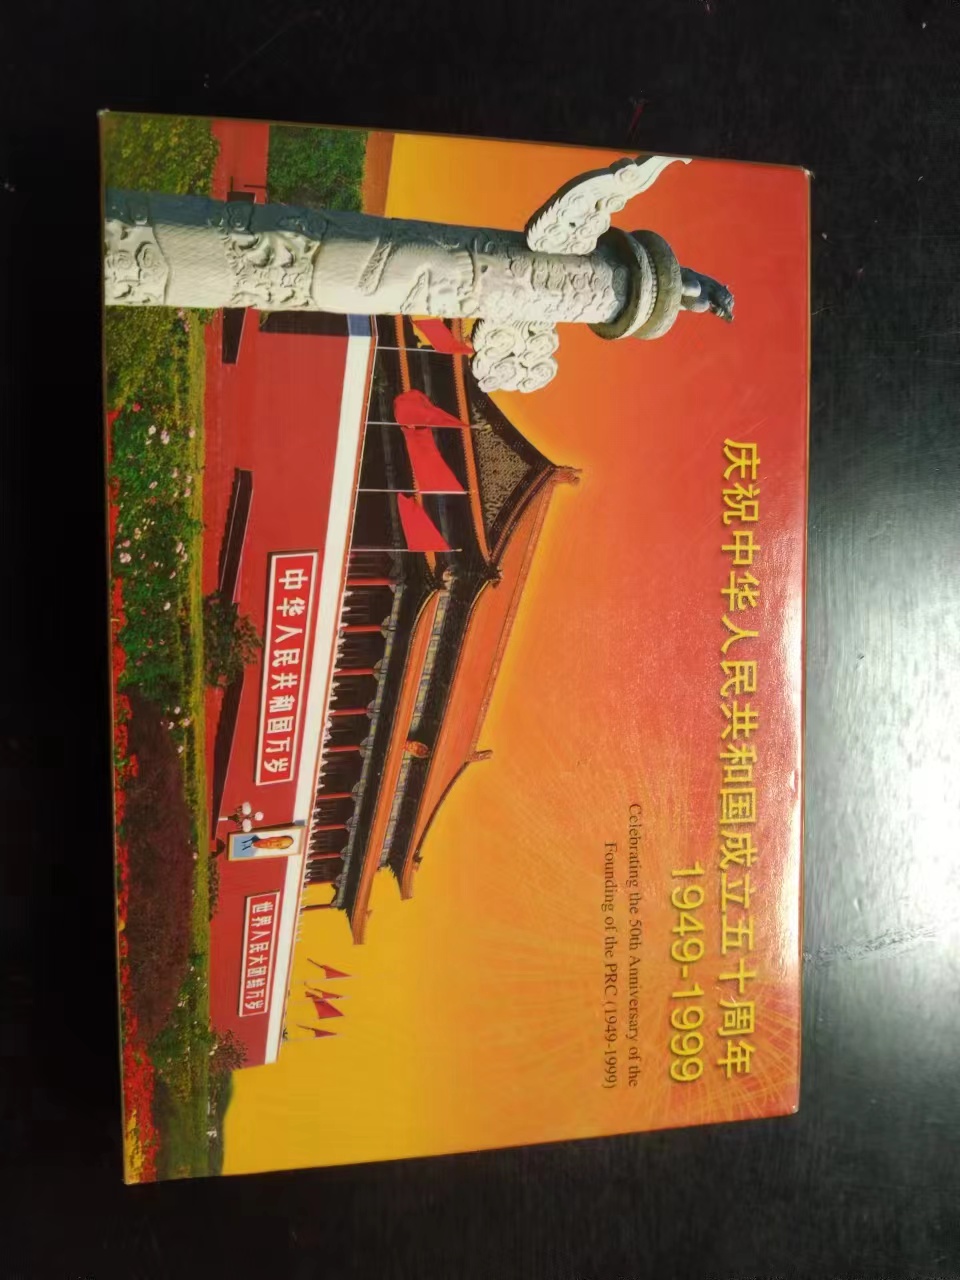 庆祝中华人民共和国成立五十周年
1949-1999
Celebrating the 50th Anniversary of the
Founding of the PRC (1949-1999)
中华人民共和国万岁
世界人民大团结万岁